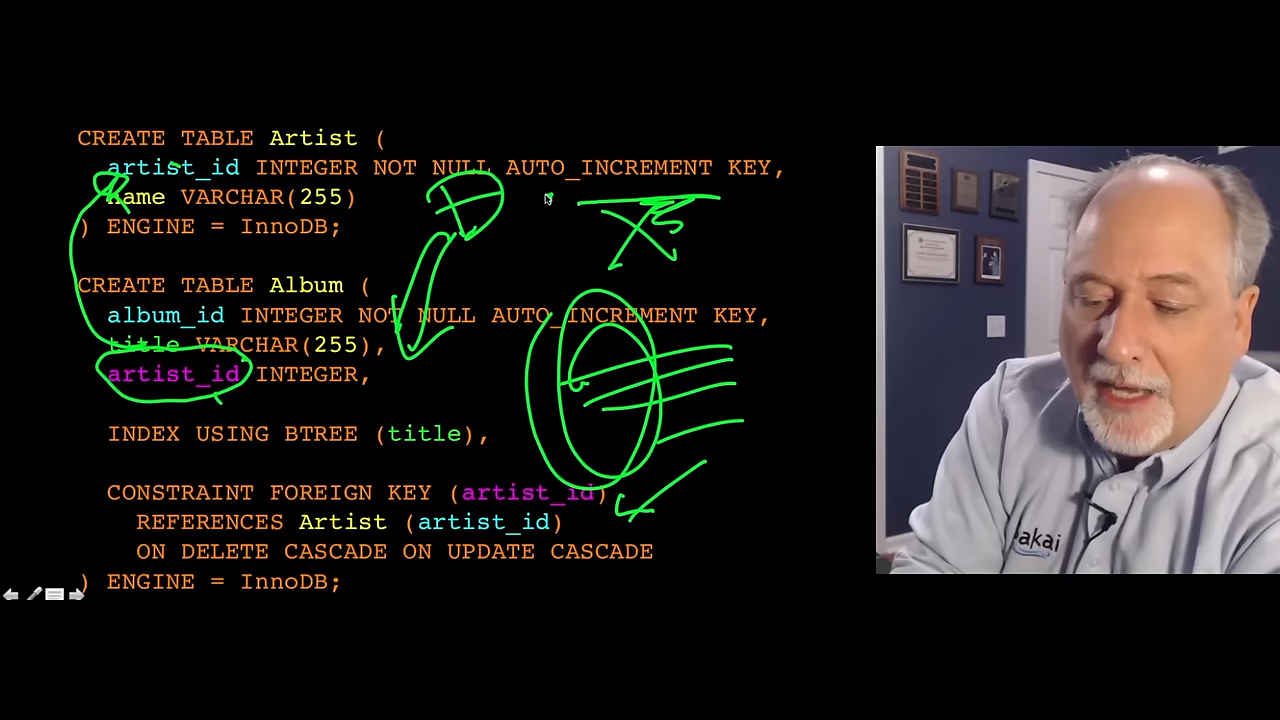 CREATE TABLE Artist (
artist_id INTEGER NOT NULL AUTO_INCREMENT KEY,
name VARCHAR(255)
) ENGINE = InnoDB;
CREATE TABLE Album (
album_id INTEGER NOT NULL AUTO_INCREMENT KEY,
title VARCHAR(255),
artist_id INTEGER,
INDEX USING BTREE (title),
CONSTRAINT FOREIGN KEY (artist_id)
REFERENCES Artist (artist_id)
ON DELETE CASCADE ON UPDATE CASCADE
) ENGINE = InnoDB;
akai